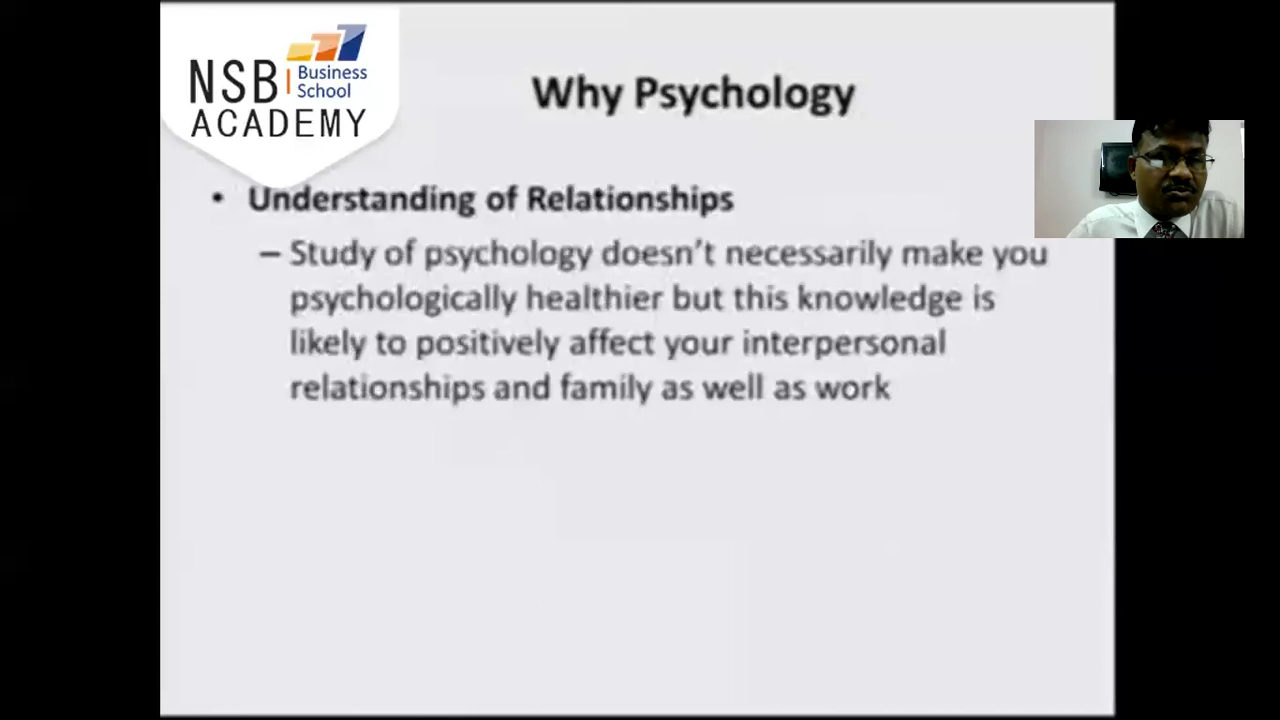 NSB Business School
ACADEMY
Why Psychology
• Understanding of Relationships
– Study of psychology doesn't necessarily make you
psychologically healthier but this knowledge is
likely to positively affect your interpersonal
relationships and family as well as work